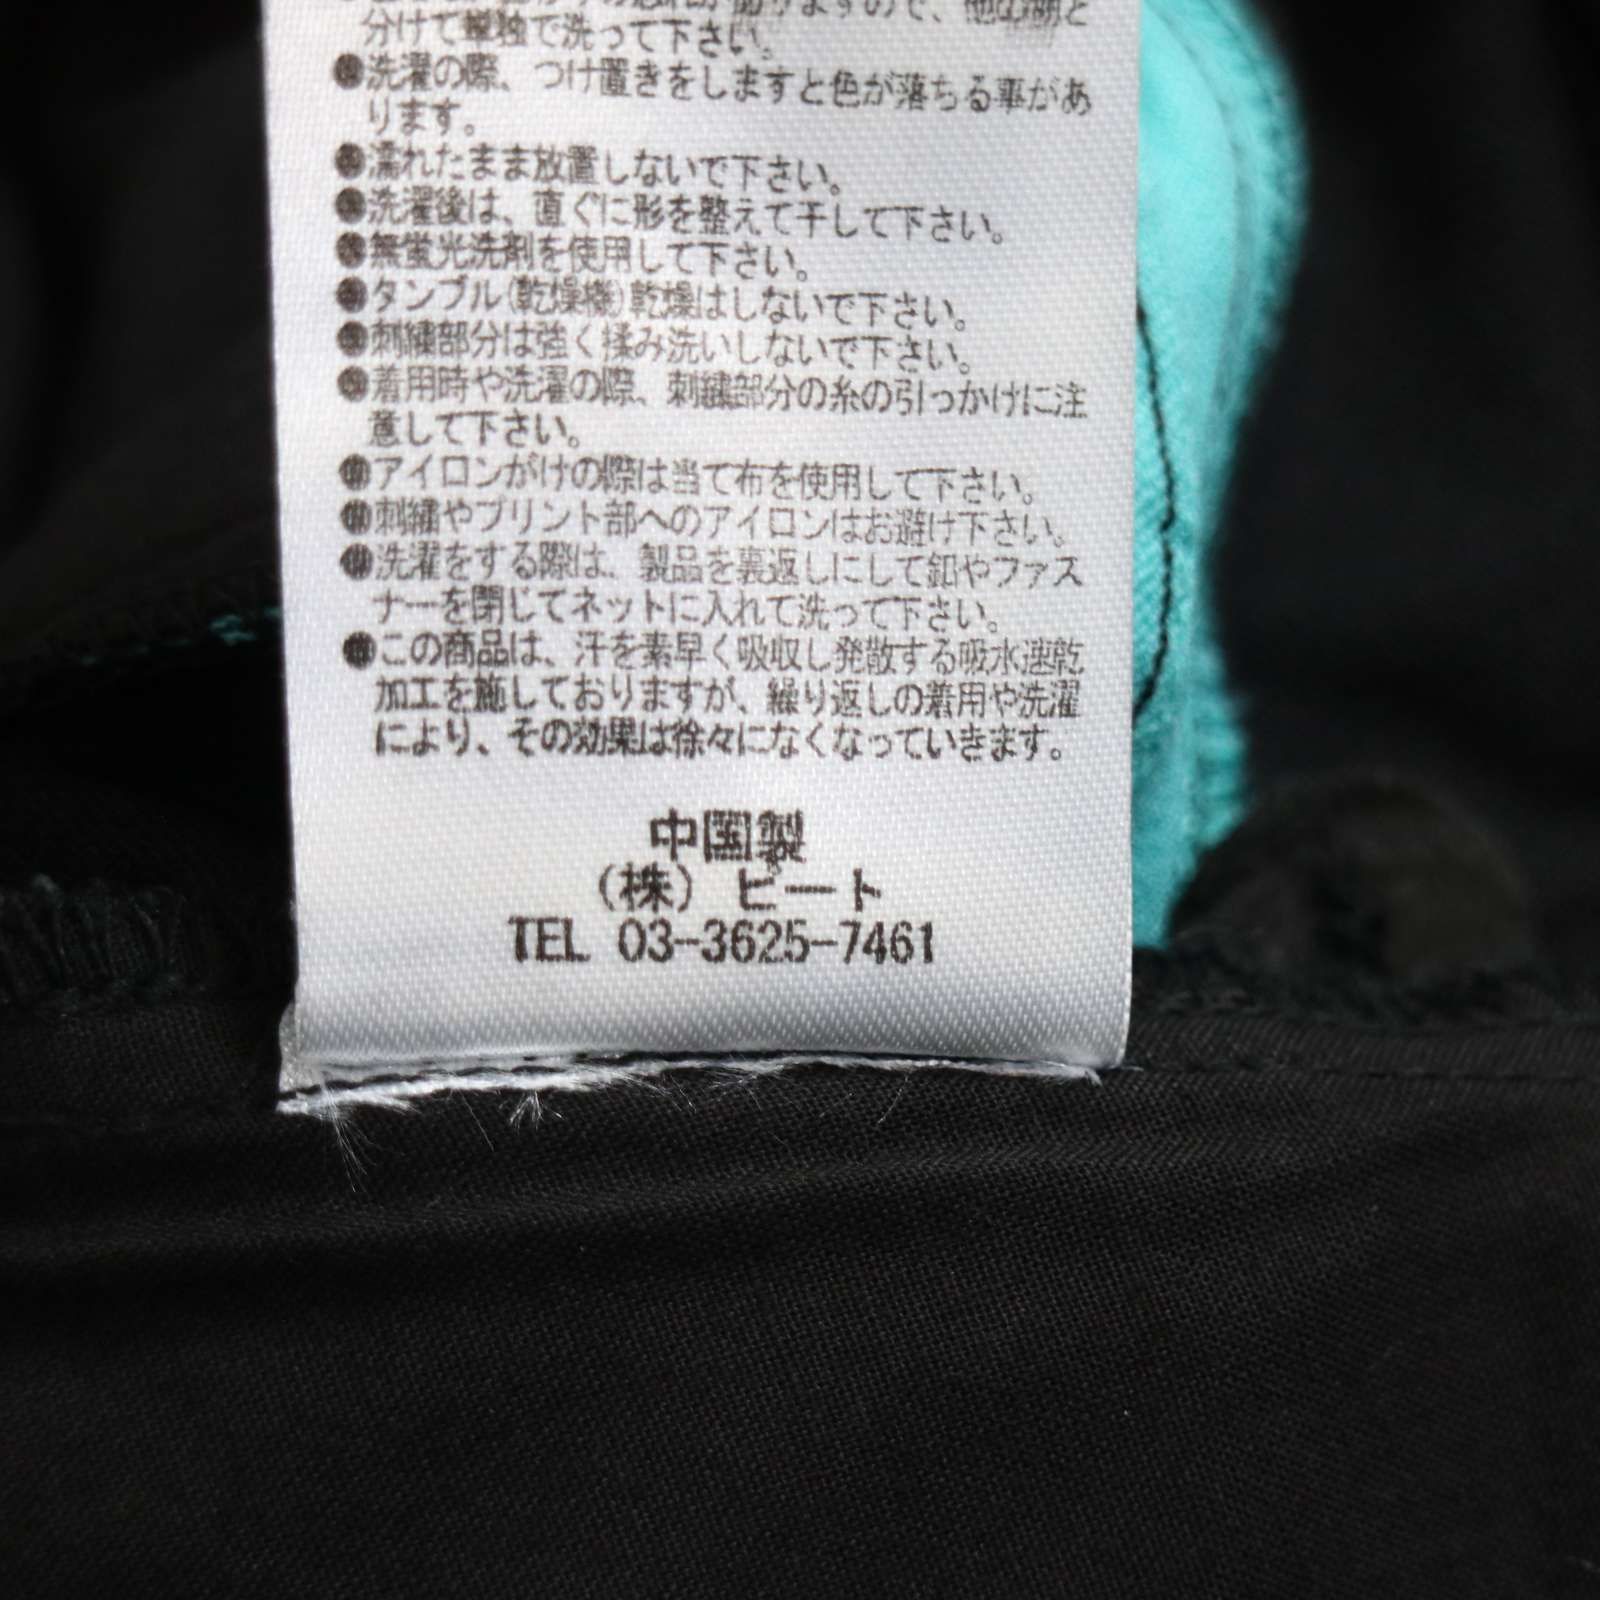 分けて単独で洗って下さい。
洗濯の際、つけ置きをしますと色が落ちる事があ
ります。
濡れたまま放置しないで下さい。
洗濯後は、直ぐに形を整えて干して下さい。
無蛍光洗剤を使用して下さい。
タンブル(乾燥機)乾燥はしないで下さい。
刺繍部分は強く揉み洗いしないで下さい。
着用時や洗濯の際、刺繍部分の糸の引っかけに注
意して下さい。
アイロンがけの際は当て布を使用して下さい。
刺繍やプリント部へのアイロンはお避け下さい。
洗濯をする際は、製品を裏返しにして釦やファス
ナーを閉じてネットに入れて洗って下さい。
この商品は、汗を素早く吸収し発散する吸水速乾
加工を施しておりますが、繰り返しの着用や洗濯
により、その効果は徐々になくなっていきます。
中国製
(株) ビート
TEL 03-3625-7461